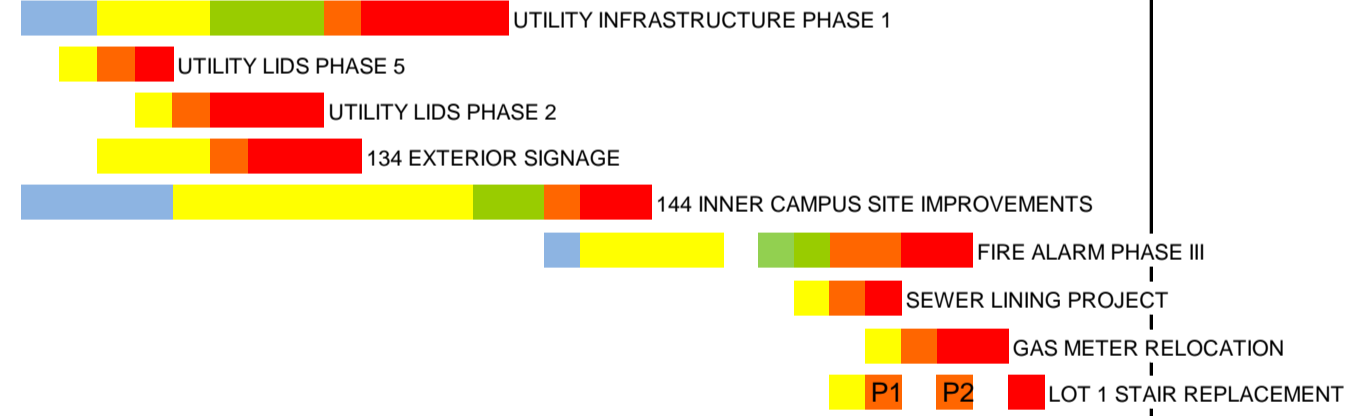 UTILITY INFRASTRUCTURE PHASE 1
UTILITY LIDS PHASE 5
UTILITY LIDS PHASE 2
134 EXTERIOR SIGNAGE
144 INNER CAMPUS SITE IMPROVEMENTS
FIRE ALARM PHASE III
SEWER LINING PROJECT
GAS METER RELOCATION
P1 P2 LOT 1 STAIR REPLACEMENT